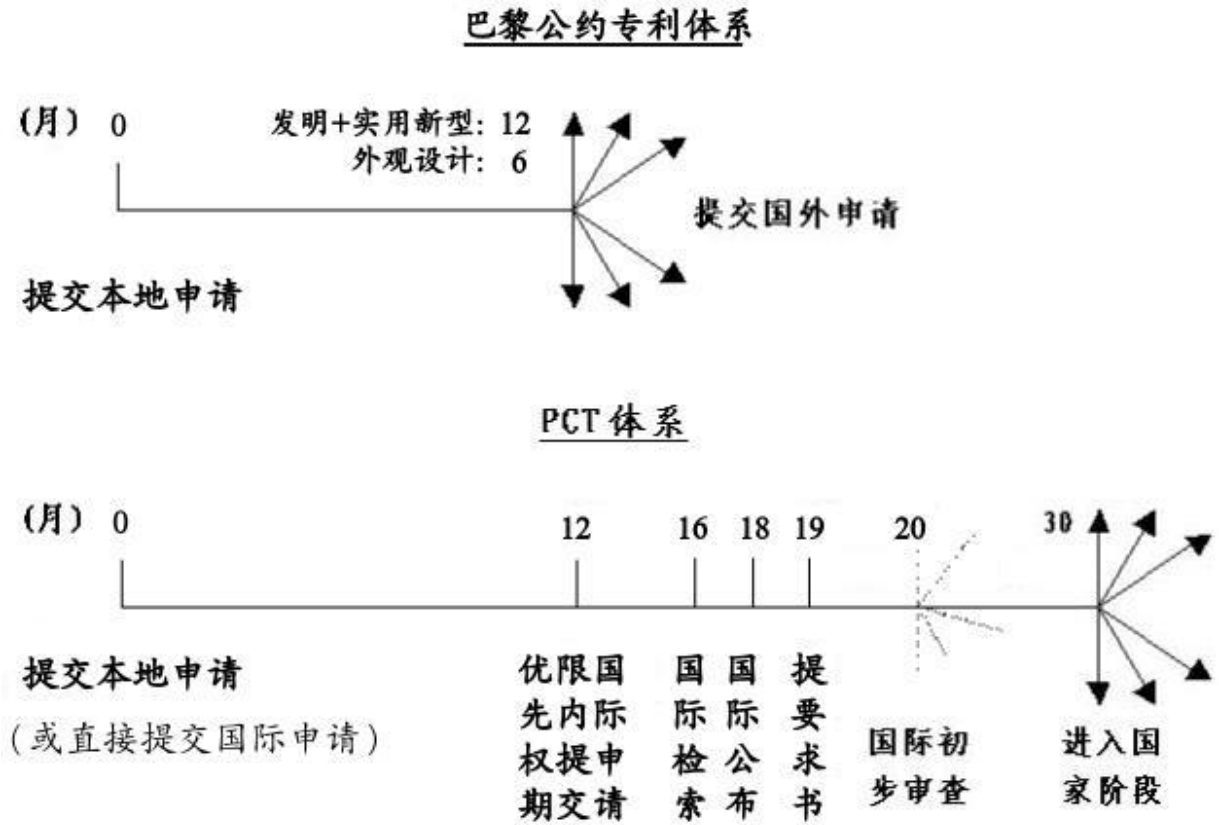 巴黎公约专利体系
(月) 0
发明+实用新型: 12
外观设计: 6
提交国外申请
提交本地申请
PCT 体系
(月) 0 12 16 18 19 20 30
提交本地申请
(或直接提交国际申请)
优先权期
限内提交
国际申请
国际检索
国际公布
提要求书
国际初
步审查
进入国
家阶段